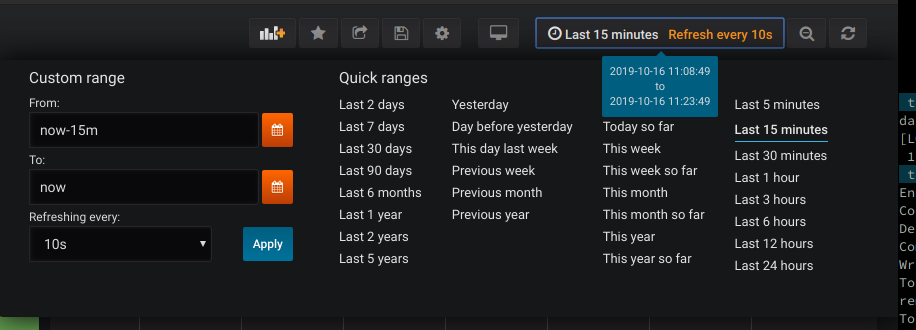 Last 15 minutes Refresh every 10s
2019-10-16 11:08:49
to
2019-10-16 11:23:49
Custom range
From:
now-15m
To:
now
Refreshing every:
10s
Apply
Quick ranges
Last 2 days
Last 7 days
Last 30 days
Last 90 days
Last 6 months
Last 1 year
Last 2 years
Last 5 years
Yesterday
Day before yesterday
This day last week
Previous week
Previous month
Previous year
Today so far
This week
This week so far
This month
This month so far
This year
This year so far
Last 5 minutes
Last 15 minutes
Last 30 minutes
Last 1 hour
Last 3 hours
Last 6 hours
Last 12 hours
Last 24 hours
t
da
[L
1
t
En
Co
De
Co
Wr
To
re
To